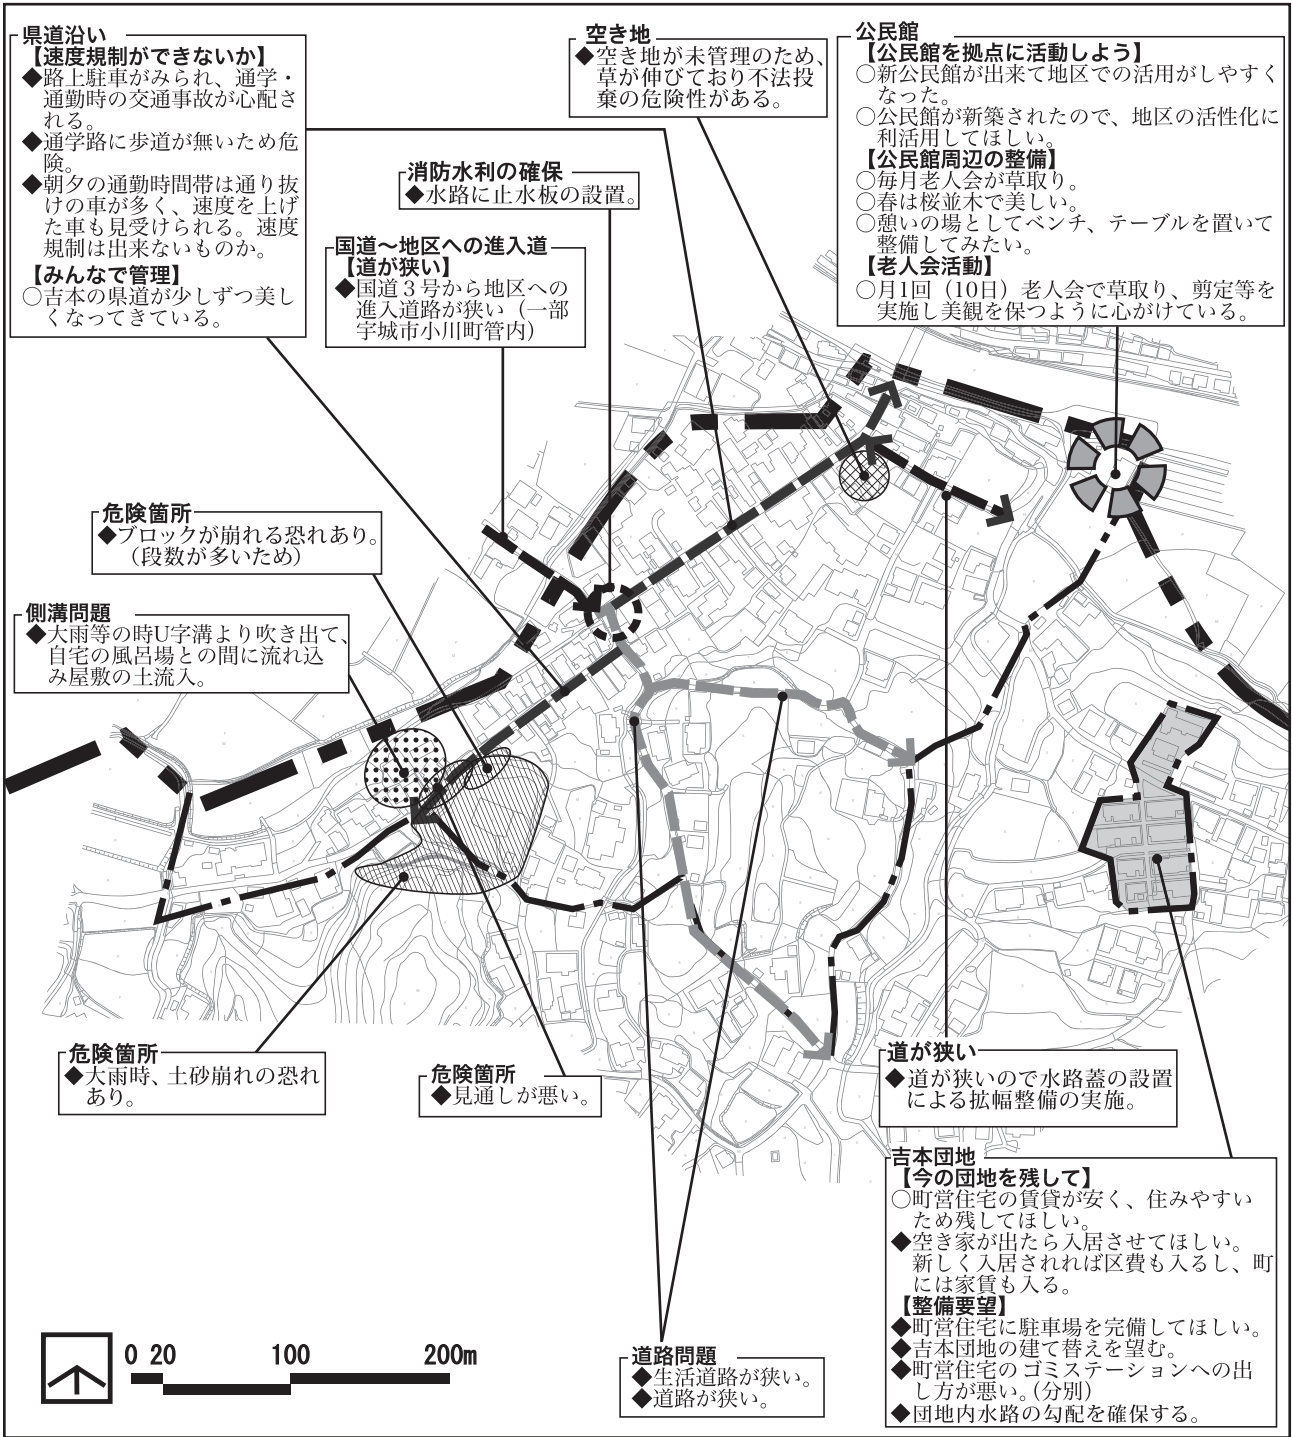 県道沿い
【速度規制ができないか】
◆路上駐車がみられ、通学・
通勤時の交通事故が心配さ
れる。
◆通学路に歩道が無いため危
険。
◆朝夕の通勤時間帯は通り抜
けの車が多く、速度を上げ
た車も見受けられる。速度
規制は出来ないものか。
【みんなで管理】
○吉本の県道が少しずつ美し
くなってきている。
空き地
◆空き地が未管理のため、
草が伸びており不法投
棄の危険性がある。
公民館
【公民館を拠点に活動しよう】
○新公民館が出来て地区での活用がしやすく
なった。
○公民館が新築されたので、地区の活性化に
利活用してほしい。
【公民館周辺の整備】
○毎月老人会が草取り。
○春は桜並木で美しい。
○憩いの場としてベンチ、テーブルを置いて
整備してみたい。
【老人会活動】
○月1回（10日）老人会で草取り、剪定等を
実施し美観を保つように心がけている。
消防水利の確保
◆水路に止水板の設置。
国道～地区への進入道
【道が狭い】
◆国道３号から地区への
進入道路が狭い（一部
宇城市小川町管内）
危険箇所
◆ブロックが崩れる恐れあり。
（段数が多いため）
側溝問題
◆大雨等の時U字溝より吹き出て、
自宅の風呂場との間に流れ込
み屋敷の土流入。
危険箇所
◆大雨時、土砂崩れの恐れ
あり。
危険箇所
◆見通しが悪い。
道が狭い
◆道が狭いので水路蓋の設置
による拡幅整備の実施。
吉本団地
【今の団地を残して】
○町営住宅の賃貸が安く、住みやすい
ため残してほしい。
◆空き家が出たら入居させてほしい。
新しく入居されれば区費も入るし、町
には家賃も入る。
【整備要望】
◆町営住宅に駐車場を完備してほしい。
◆吉本団地の建て替えを望む。
◆町営住宅のゴミステーションへの出
し方が悪い。（分別）
◆団地内水路の勾配を確保する。
道路問題
◆生活道路が狭い。
◆道路が狭い。
0 20 100 200m